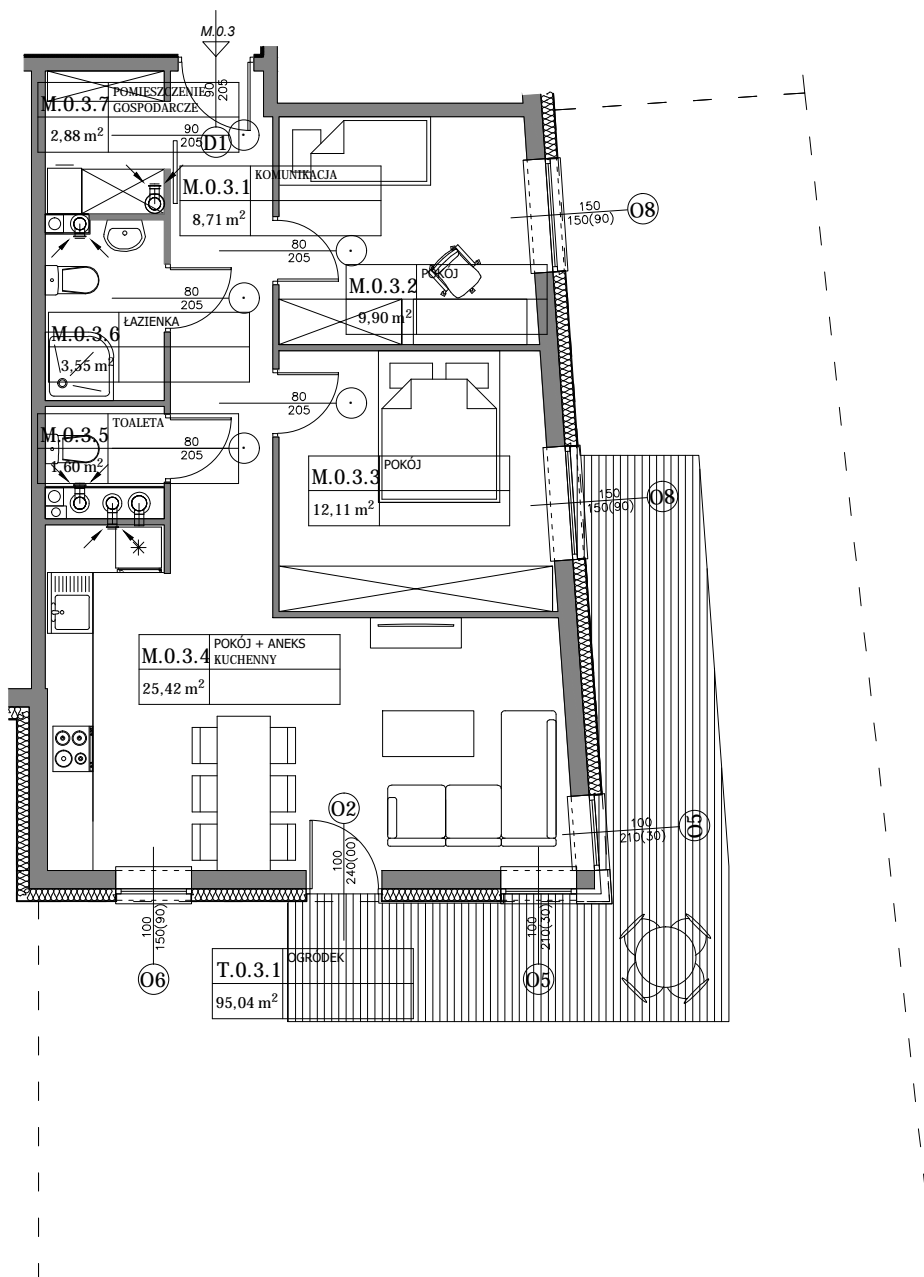 M.0.3
90
205
M.0.3.7
POMIESZCZENIE
GOSPODARCZE
2,88 m²
90
205
D1
M.0.3.1
KOMUNIKACJA
8,71 m²
150
150(90)
O8
80
205
M.0.3.2
POKÓJ
9,90 m²
80
205
M.0.3.6
ŁAZIENKA
3,55 m²
80
205
M.0.3.5
TOALETA
1,60 m²
80
205
M.0.3.3
POKÓJ
12,11 m²
150
150(90)
O8
M.0.3.4
POKÓJ + ANEKS
KUCHENNY
25,42 m²
O2
100
240(00)
100
210(30)
O5
100
150(90)
O6
100
210(30)
O5
T.0.3.1
OGRÓDEK
95,04 m²